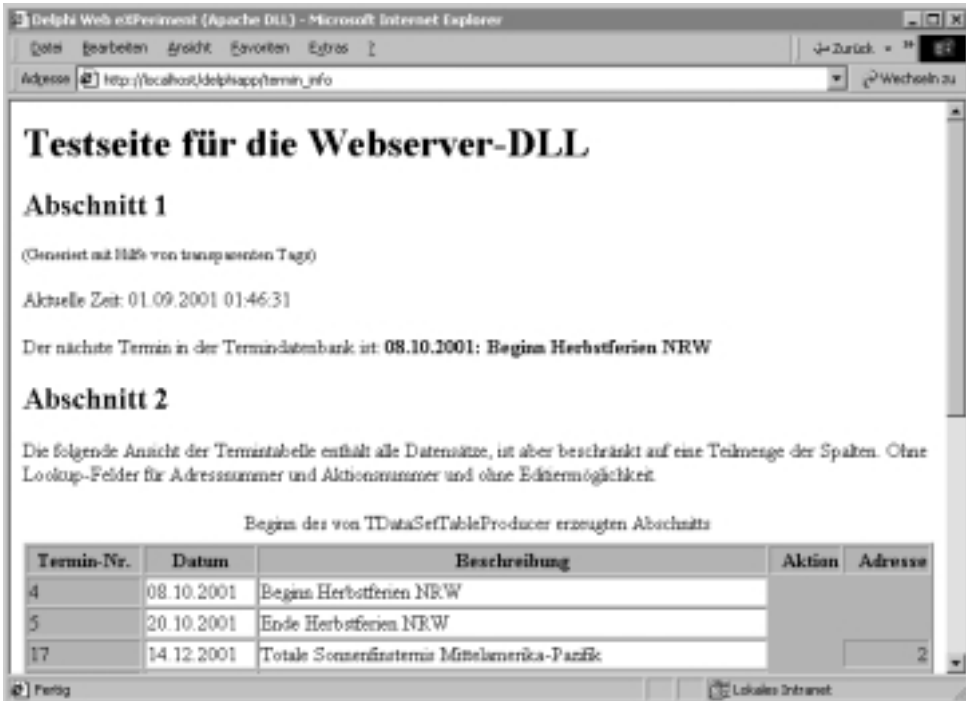 Delphi Web eXPeriment (Apache DLL) - Microsoft Internet Explorer
Datei Bearbeiten Ansicht Favoriten Extras ? Zurück »
Adresse http://localhost/delphiapp/termin_info Wechseln zu
Testseite für die Webserver-DLL
Abschnitt 1
(Generiert mit Hilfe von transparenten Tags)
Aktuelle Zeit: 01.09.2001 01:46:31
Der nächste Termin in der Termindatenbank ist: 08.10.2001: Beginn Herbstferien NRW
Abschnitt 2
Die folgende Ansicht der Termintabelle enthält alle Datensätze, ist aber beschränkt auf eine Teilmenge der Spalten. Ohne
Lookup-Felder für Adressnummer und Aktionsnummer und ohne Editiermöglichkeit.
Beginn des von TDataSetTableProducer erzeugten Abschnitts
Termin-Nr. Datum Beschreibung Aktion Adresse
4 08.10.2001 Beginn Herbstferien NRW
5 20.10.2001 Ende Herbstferien NRW
17 14.12.2001 Totale Sonnenfinsternis Mittelamerika-Pazifik 2
Fertig Lokales Intranet